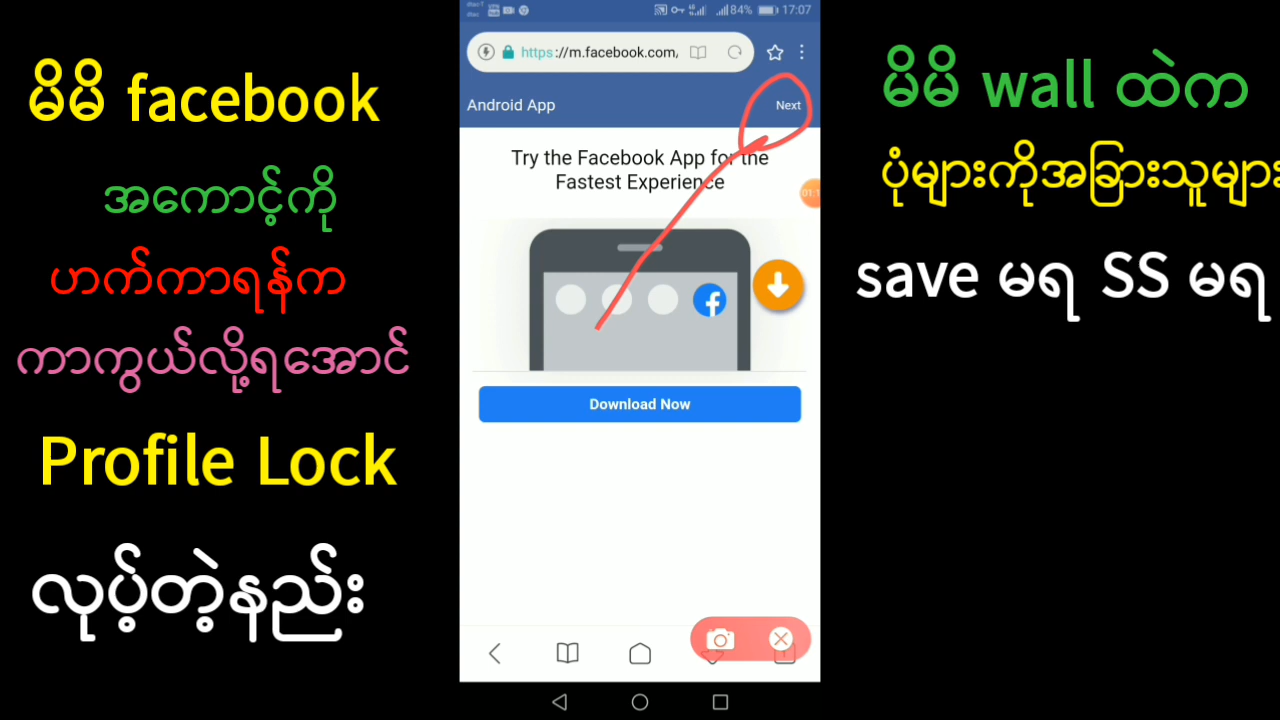 မိမိ facebook
အကောင့်ကို
ဟက်ကာရန်က
ကာကွယ်လို့ရအောင်
Profile Lock
လုပ့်တဲ့နည်း
84% 17:07
https://m.facebook.com,
Android App
Next
Try the Facebook App for the
Fastest Experience
Download Now
မိမိ wall ထဲက
ပုံများကိုအခြားသူများ
save မရ SS မရ